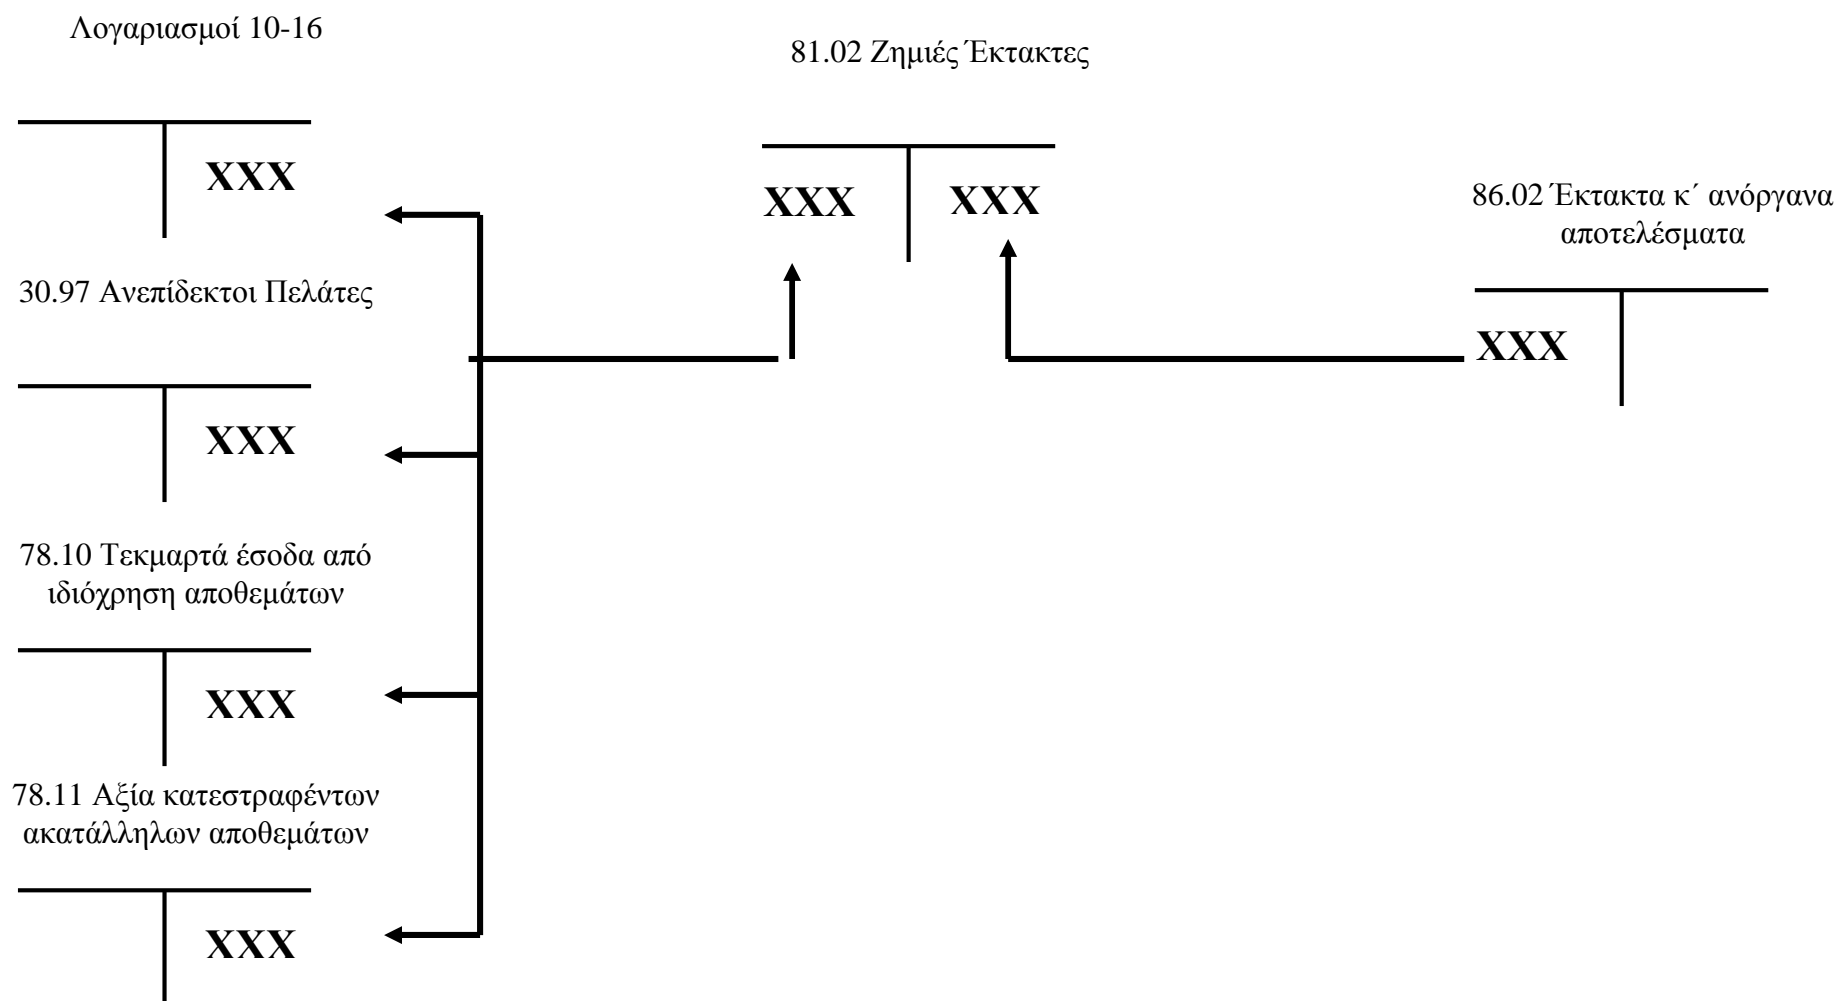 Λογαριασμοί 10-16
81.02 Ζημιές Έκτακτες
XXX
XXX
XXX
86.02 Έκτακτα κ΄ ανόργανα
αποτελέσματα
XXX
30.97 Ανεπίδεκτοι Πελάτες
XXX
78.10 Τεκμαρτά έσοδα από
ιδιόχρηση αποθεμάτων
XXX
78.11 Αξία κατεστραφέντων
ακατάλληλων αποθεμάτων
XXX